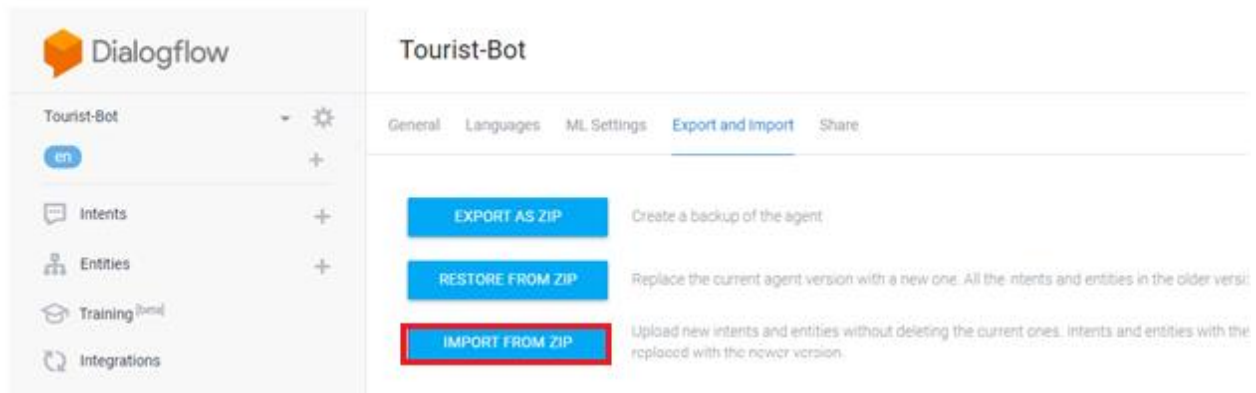 Dialogflow
Tourist-Bot
Tourist-Bot
en
General Languages ML Settings Export and Import Share
Intents
Entities
Training [beta]
Integrations
EXPORT AS ZIP
Create a backup of the agent
RESTORE FROM ZIP
Replace the current agent version with a new one. All the intents and entities in the older versi
IMPORT FROM ZIP
Upload new intents and entities without deleting the current ones. Intents and entities with the
replaced with the newer version.